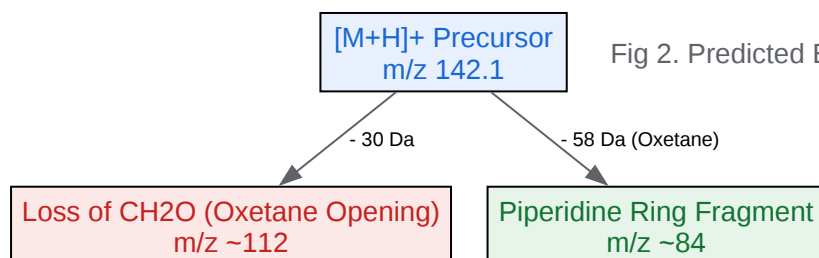 [M+H]+ Precursor
m/z 142.1
Fig 2. Predicted
- 30 Da
- 58 Da (Oxetane)
Loss of CH2O (Oxetane Opening)
m/z ~112
Piperidine Ring Fragment
m/z ~84